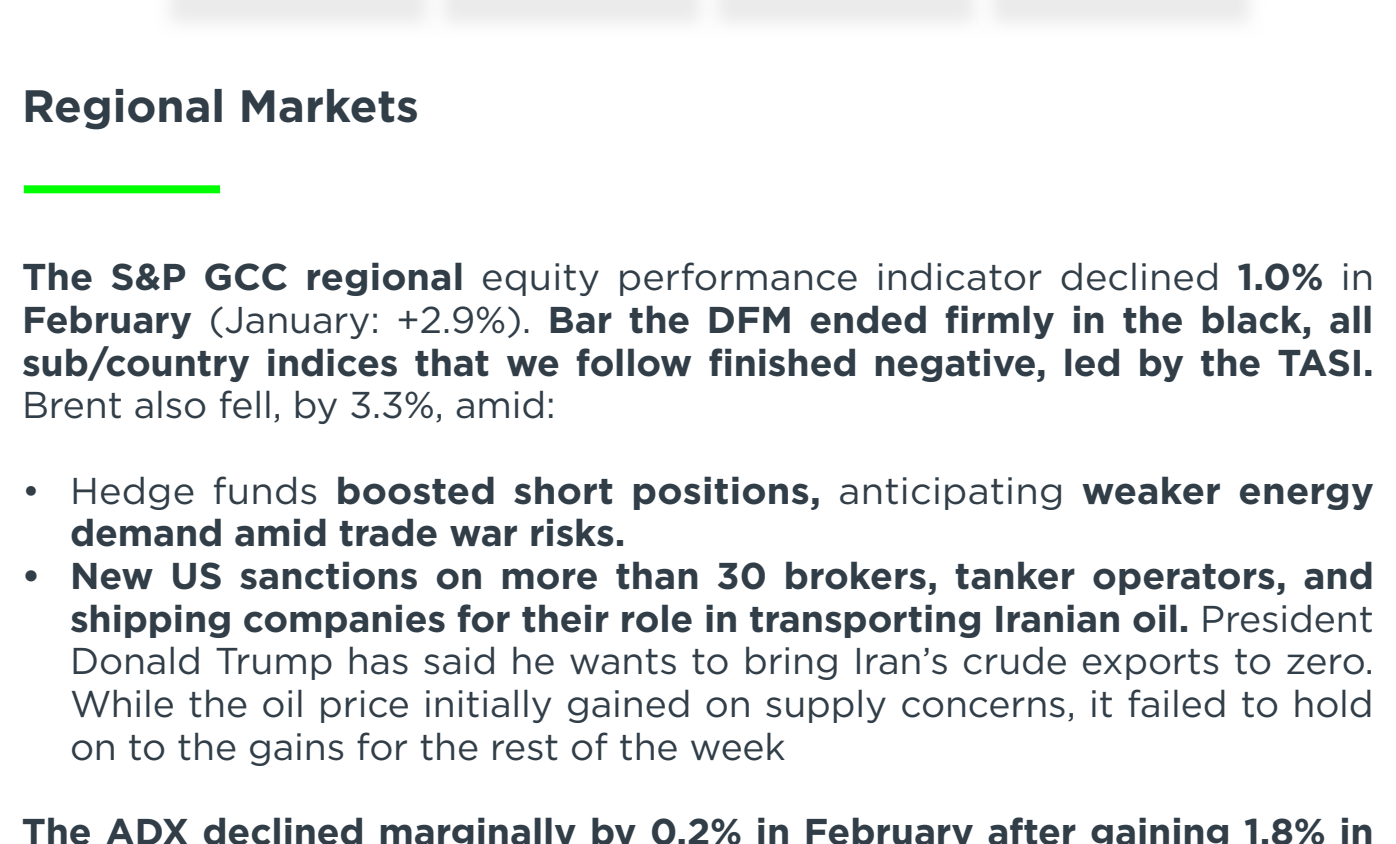 Regional Markets
The S&P GCC regional equity performance indicator declined 1.0% in
February (January: +2.9%). Bar the DFM ended firmly in the black, all
sub/country indices that we follow finished negative, led by the TASI.
Brent also fell, by 3.3%, amid:
• Hedge funds boosted short positions, anticipating weaker energy
demand amid trade war risks.
• New US sanctions on more than 30 brokers, tanker operators, and
shipping companies for their role in transporting Iranian oil. President
Donald Trump has said he wants to bring Iran’s crude exports to zero.
While the oil price initially gained on supply concerns, it failed to hold
on to the gains for the rest of the week
The ADX declined marginally by 0.2% in February after gaining 1.8% in